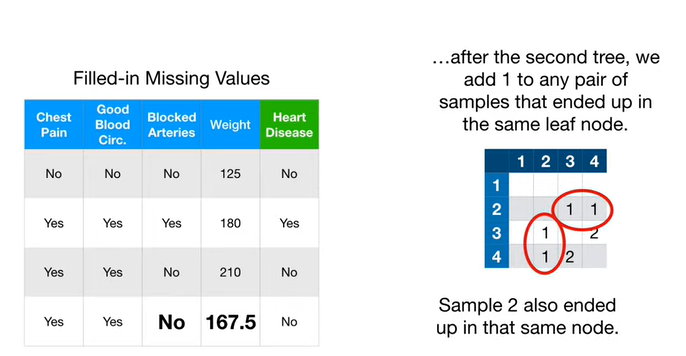 Filled-in Missing Values
Chest Pain Good Blood Circ. Blocked Arteries Weight Heart Disease
No No No 125 No
Yes Yes Yes 180 Yes
Yes Yes No 210 No
Yes Yes No 167.5 No
…after the second tree, we
add 1 to any pair of
samples that ended up in
the same leaf node.
1 2 3 4
1
2 1 1
3 1 2
4 1 2
Sample 2 also ended
up in that same node.